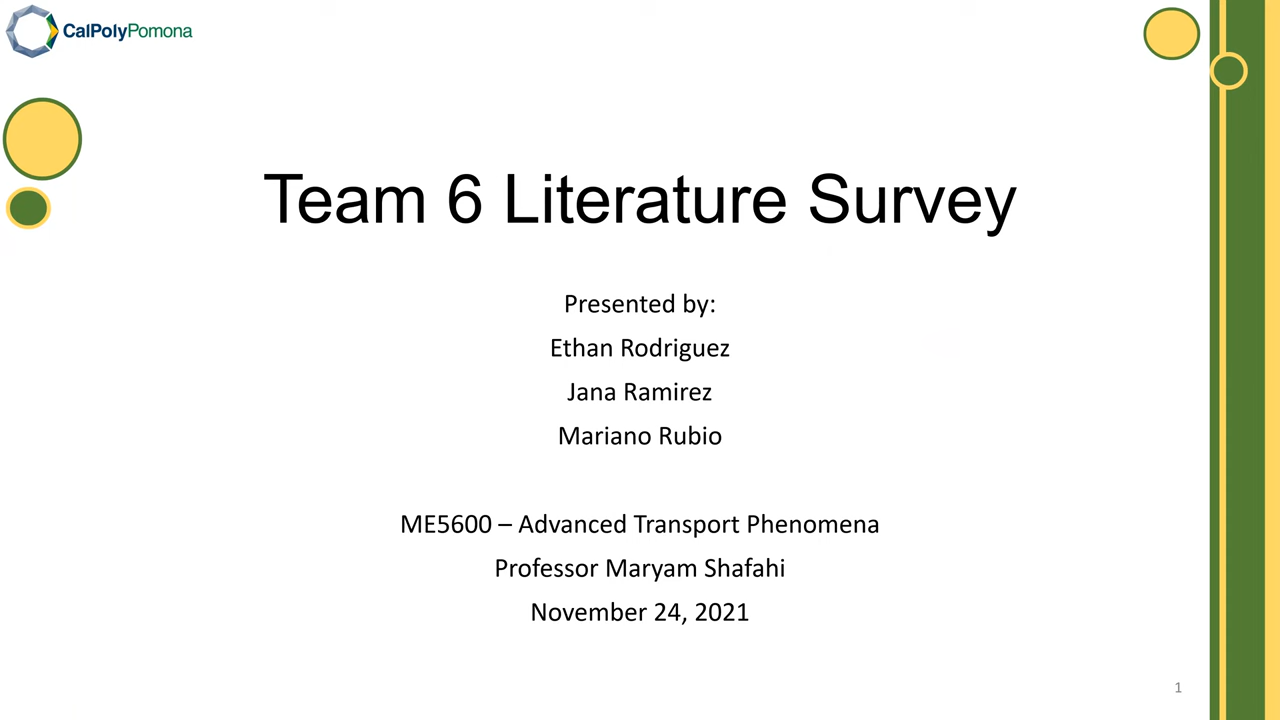 CalPolyPomona
Team 6 Literature Survey
Presented by:
Ethan Rodriguez
Jana Ramirez
Mariano Rubio
ME5600 – Advanced Transport Phenomena
Professor Maryam Shafahi
November 24, 2021
1